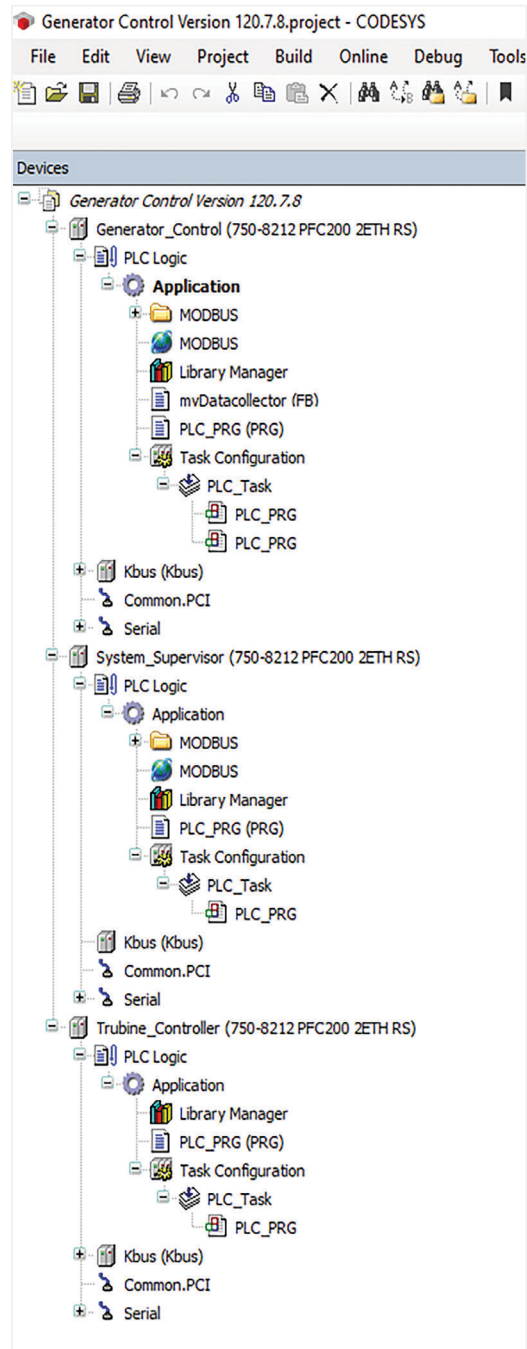 Generator Control Version 120.7.8.project - CODESYS
File Edit View Project Build Online Debug Tools
Devices
Generator Control Version 120.7.8
Generator_Control (750-8212 PFC200 2ETH RS)
PLC Logic
Application
MODBUS
MODBUS
Library Manager
myDatacollector (FB)
PLC_PRG (PRG)
Task Configuration
PLC_Task
PLC_PRG
PLC_PRG
Kbus (Kbus)
Common.PCI
Serial
System_Supervisor (750-8212 PFC200 2ETH RS)
PLC Logic
Application
MODBUS
MODBUS
Library Manager
PLC_PRG (PRG)
Task Configuration
PLC_Task
PLC_PRG
Kbus (Kbus)
Common.PCI
Serial
Trubine_Controller (750-8212 PFC200 2ETH RS)
PLC Logic
Application
Library Manager
PLC_PRG (PRG)
Task Configuration
PLC_Task
PLC_PRG
Kbus (Kbus)
Common.PCI
Serial